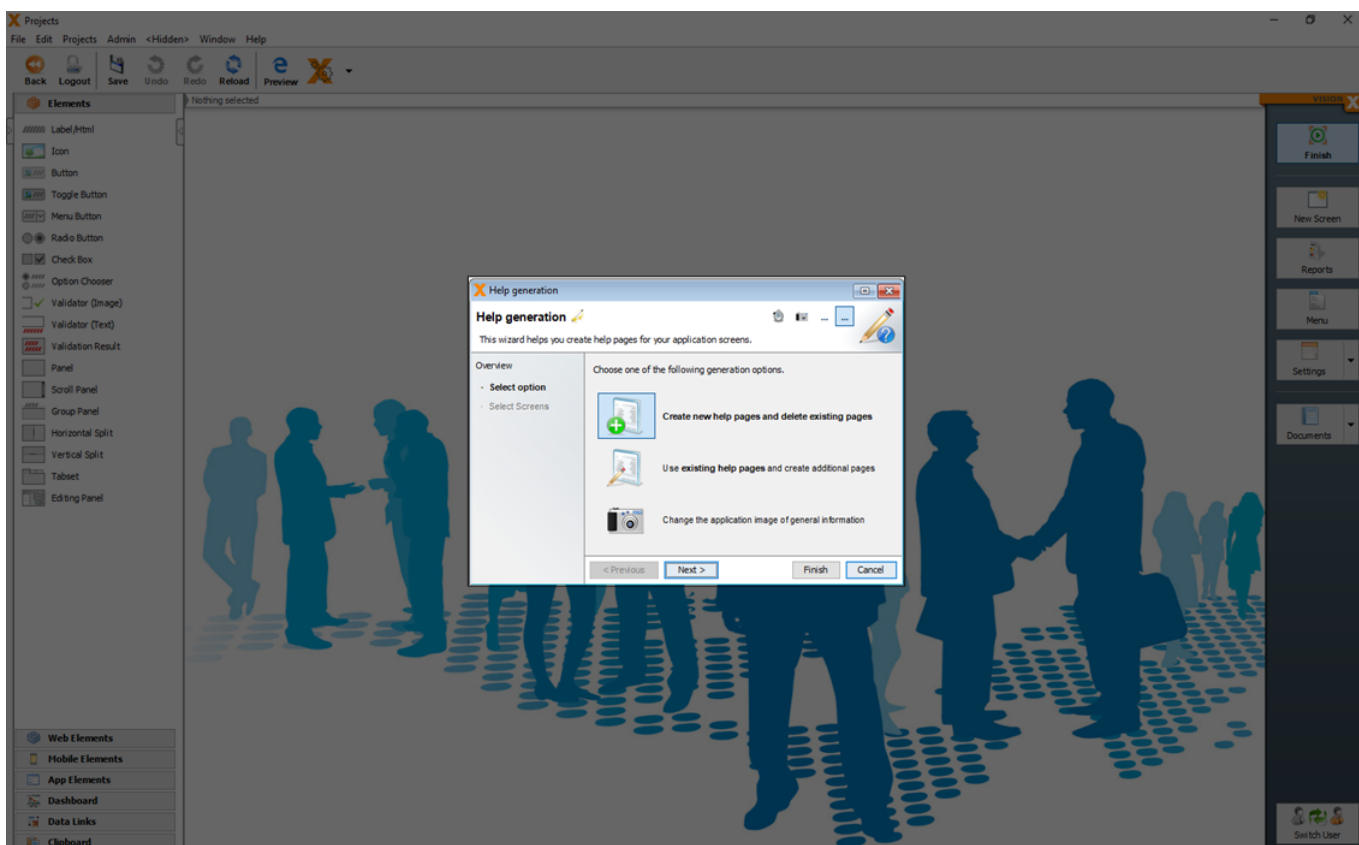 Projects
File Edit Projects Admin <Hidden> Window Help
Back Logout Save Undo Redo Reload Preview
Elements
Nothing selected
VISION X
Label/Html
Icon
Button
Toggle Button
Menu Button
Radio Button
Check Box
Option Chooser
Validator (Image)
Validator (Text)
Validation Result
Panel
Scroll Panel
Group Panel
Horizontal Split
Vertical Split
Tabset
Editing Panel
Web Elements
Mobile Elements
App Elements
Dashboard
Data Links
Clipboard
Help generation
Help generation
... ...
This wizard helps you create help pages for your application screens.
Overview
· Select option
· Select Screens
Choose one of the following generation options.
Create new help pages and delete existing pages
Use existing help pages and create additional pages
Change the application image of general information
< Previous Next > Finish Cancel
Finish
New Screen
Reports
Menu
Settings
Documents
Switch User